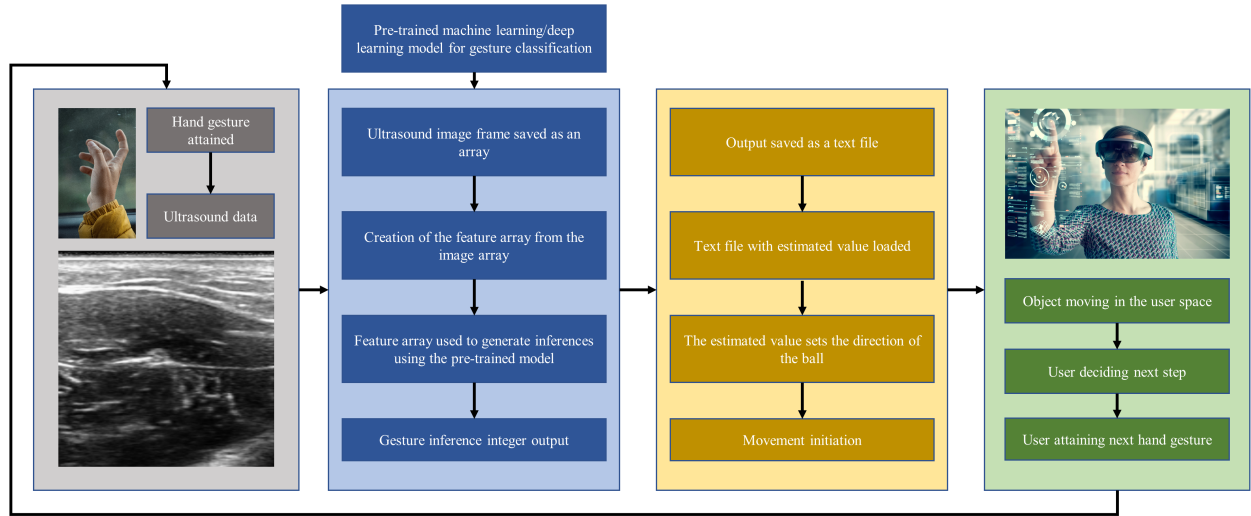 Pre-trained machine learning/deep
learning model for gesture classification
Hand gesture
attained
Ultrasound data
Ultrasound image frame saved as an
array
Creation of the feature array from the
image array
Feature array used to generate inferences
using the pre-trained model
Gesture inference integer output
Output saved as a text file
Text file with estimated value loaded
The estimated value sets the direction of
the ball
Movement initiation
Object moving in the user space
User deciding next step
User attaining next hand gesture